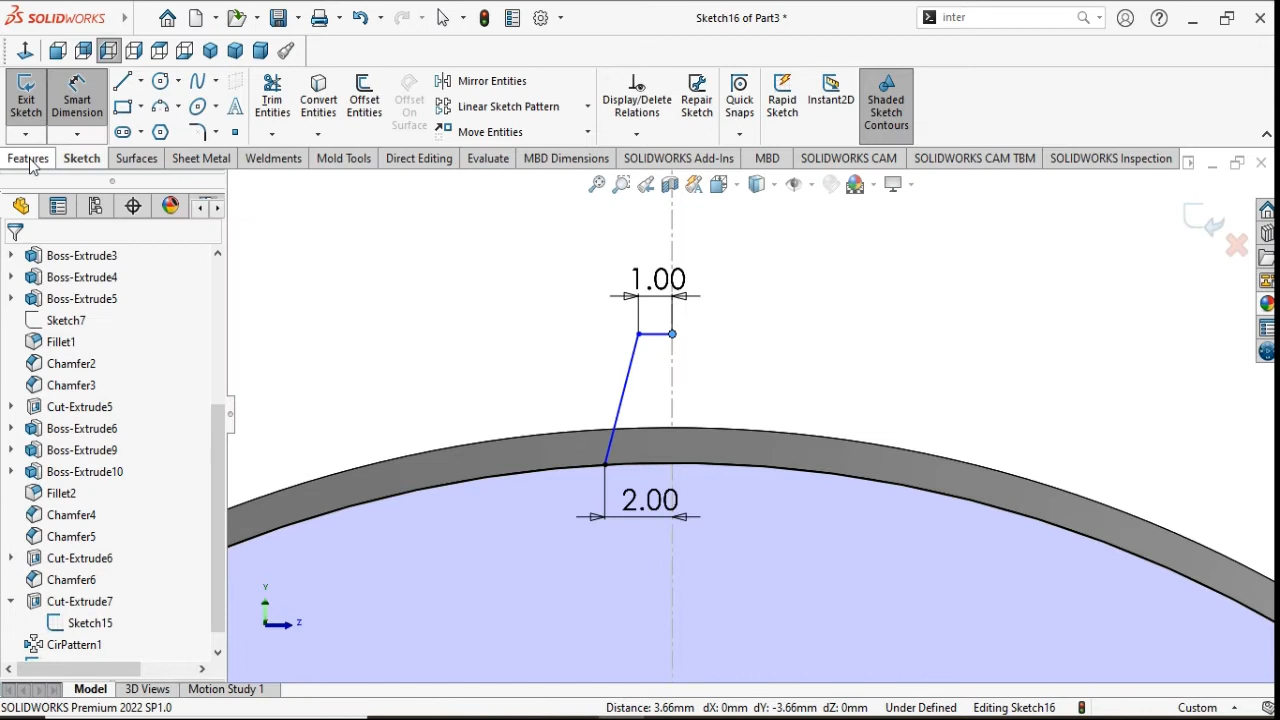 SOLIDWORKS
Sketch16 of Part3 *
inter
Exit Sketch
Smart Dimension
Trim Entities
Convert Entities
Offset Entities
Offset On Surface
Mirror Entities
Linear Sketch Pattern
Move Entities
Display/Delete Relations
Repair Sketch
Quick Snaps
Rapid Sketch
Instant2D
Shaded Sketch Contours
Features
Sketch
Surfaces
Sheet Metal
Weldments
Mold Tools
Direct Editing
Evaluate
MBD Dimensions
SOLIDWORKS Add-Ins
MBD
SOLIDWORKS CAM
SOLIDWORKS CAM TBM
SOLIDWORKS Inspection
Boss-Extrude3
Boss-Extrude4
Boss-Extrude5
Sketch7
Fillet1
Chamfer2
Chamfer3
Cut-Extrude5
Boss-Extrude6
Boss-Extrude9
Boss-Extrude10
Fillet2
Chamfer4
Chamfer5
Cut-Extrude6
Chamfer6
Cut-Extrude7
Sketch15
CirPattern1
1.00
2.00
Y
Z
Model
3D Views
Motion Study 1
SOLIDWORKS Premium 2022 SP1.0
Distance: 3.66mm dX: 0mm dY: -3.66mm dZ: 0mm
Under Defined
Editing Sketch16
Custom